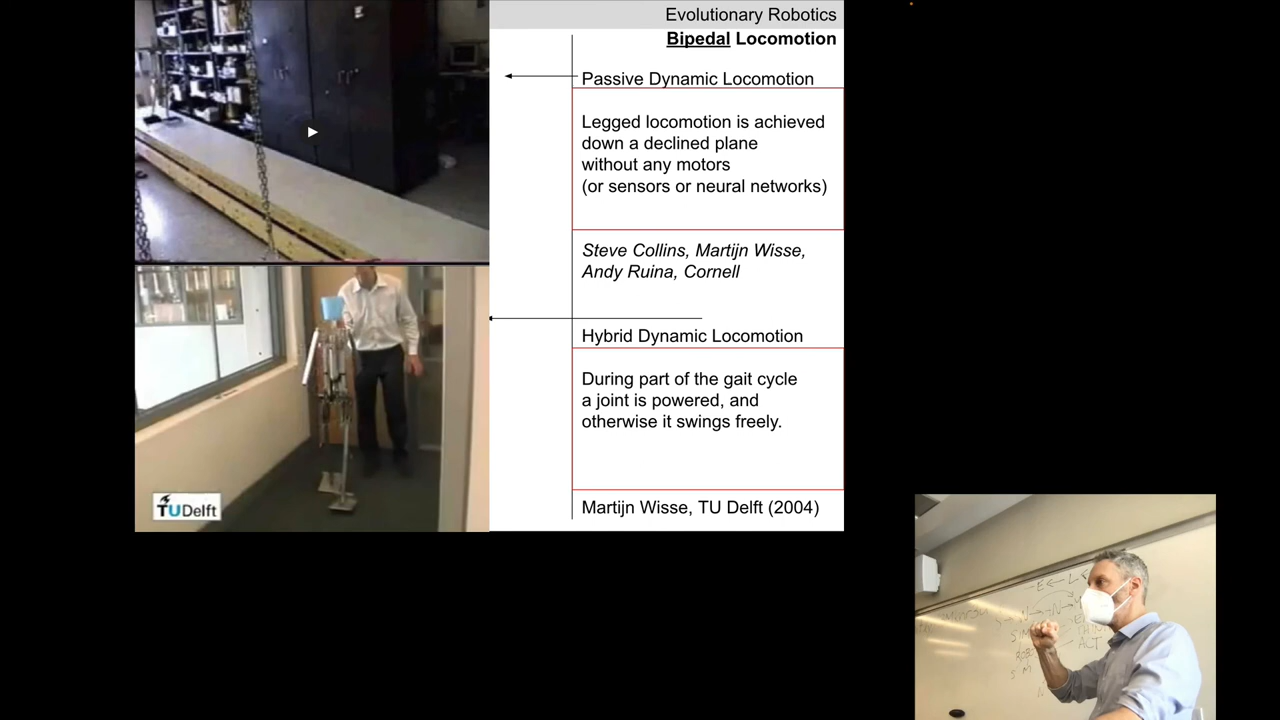 Evolutionary Robotics
Bipedal Locomotion
Passive Dynamic Locomotion
Legged locomotion is achieved
down a declined plane
without any motors
(or sensors or neural networks)
Steve Collins, Martijn Wisse,
Andy Ruina, Cornell
Hybrid Dynamic Locomotion
During part of the gait cycle
a joint is powered, and
otherwise it swings freely.
Martijn Wisse, TU Delft (2004)
TUDelft
E ← L
ALT